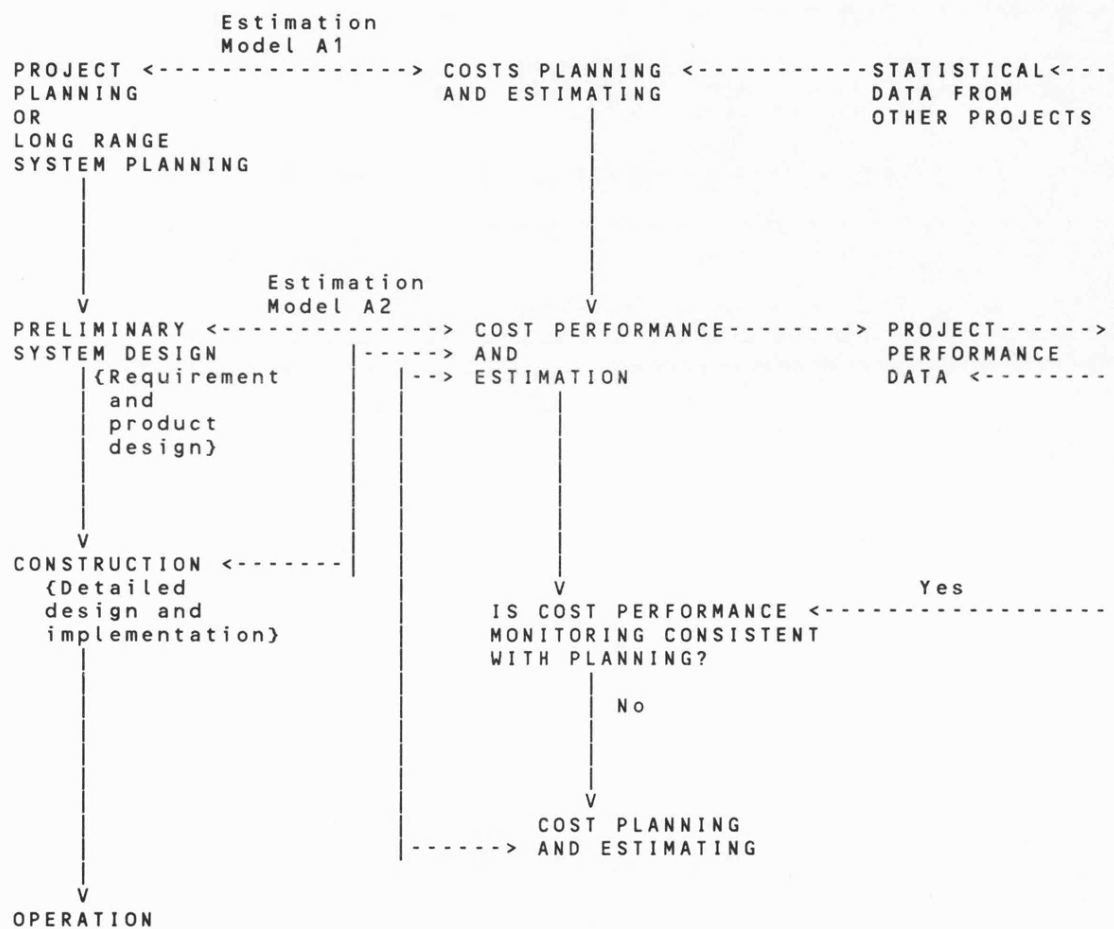 Estimation
Model A1
PROJECT <-----------------> COSTS PLANNING <-----------STATISTICAL<---
PLANNING AND ESTIMATING DATA FROM
OR OTHER PROJECTS
LONG RANGE
SYSTEM PLANNING
Estimation
Model A2
PRELIMINARY <---------------> COST PERFORMANCE---------> PROJECT------>
SYSTEM DESIGN |-----> AND PERFORMANCE
{Requirement |--> ESTIMATION DATA <--------
and
product
design}
CONSTRUCTION <-------|
{Detailed
design and Yes
implementation} IS COST PERFORMANCE <-------------------
MONITORING CONSISTENT
WITH PLANNING?
No
COST PLANNING
|------> AND ESTIMATING
OPERATION